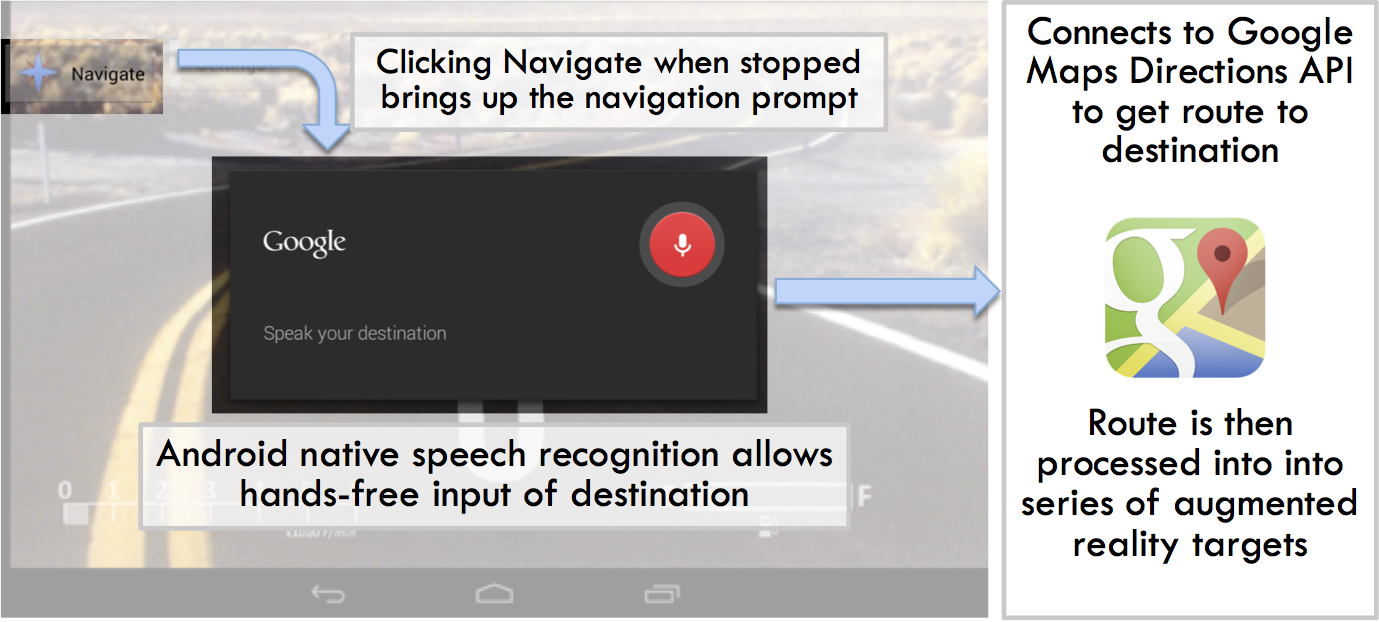 Navigate
Settings
Clicking Navigate when stopped
brings up the navigation prompt
Google
Speak your destination
Android native speech recognition allows
hands-free input of destination
0 1 2 3
F
x1000 r/min
0
Connects to Google
Maps Directions API
to get route to
destination
g
Route is then
processed into into
series of augmented
reality targets